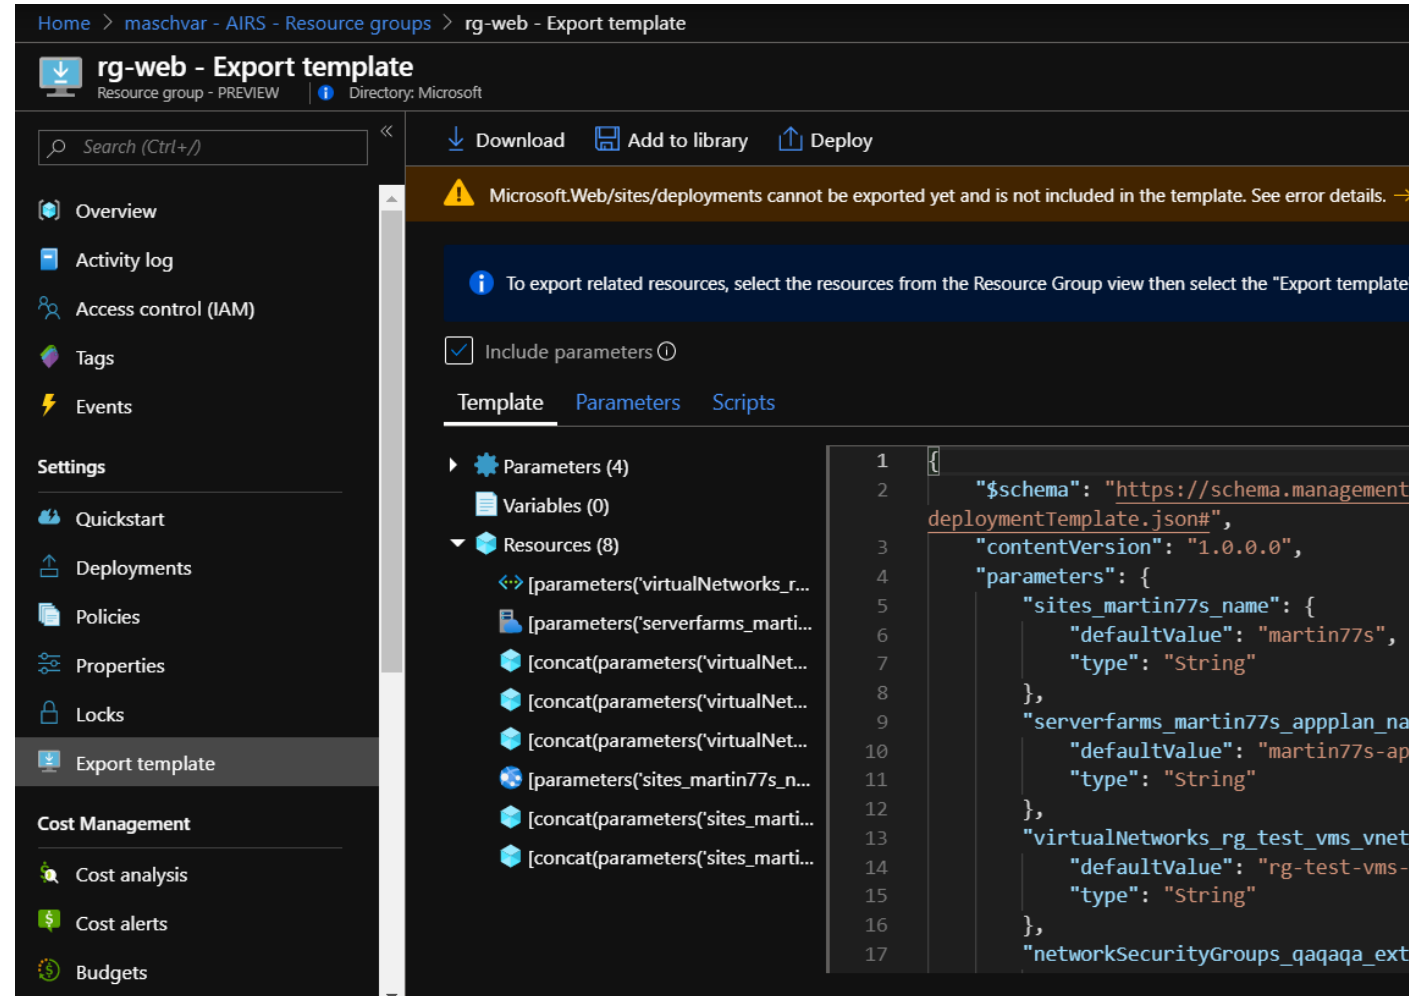 Home > maschvar - AIRS - Resource groups > rg-web - Export template
rg-web - Export template
Resource group - PREVIEW
Directory: Microsoft
Search (Ctrl+/)
Overview
Activity log
Access control (IAM)
Tags
Events
Settings
Quickstart
Deployments
Policies
Properties
Locks
Export template
Cost Management
Cost analysis
Cost alerts
Budgets
Download
Add to library
Deploy
Microsoft.Web/sites/deployments cannot be exported yet and is not included in the template. See error details. →
To export related resources, select the resources from the Resource Group view then select the "Export template
Include parameters
Template
Parameters
Scripts
Parameters (4)
Variables (0)
Resources (8)
[parameters('virtualNetworks_r...
[parameters('serverfarms_marti...
[concat(parameters('virtualNet...
[concat(parameters('virtualNet...
[concat(parameters('virtualNet...
[parameters('sites_martin77s_n...
[concat(parameters('sites_marti...
[concat(parameters('sites_marti...
1 {
2 "$schema": "https://schema.management
deploymentTemplate.json#",
3 "contentVersion": "1.0.0.0",
4 "parameters": {
5 "sites_martin77s_name": {
6 "defaultValue": "martin77s",
7 "type": "String"
8 },
9 "serverfarms_martin77s_appplan_na
10 "defaultValue": "martin77s-ap
11 "type": "String"
12 },
13 "virtualNetworks_rg_test_vms_vnet
14 "defaultValue": "rg-test-vms-
15 "type": "String"
16 },
17 "networkSecurityGroups_qaqaqa_ext